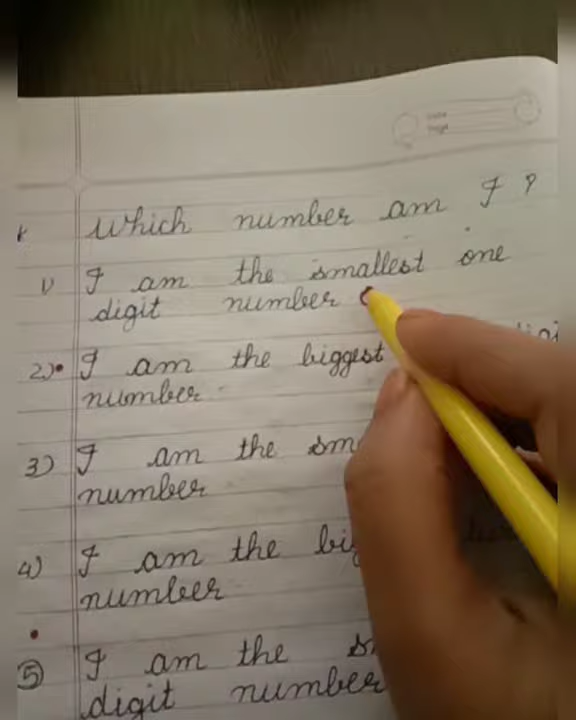 Which number am I ?
1) I am the smallest one
digit number
2) I am the biggest
number
3) I am the
number
4) I am the
number
5 I am the
digit number